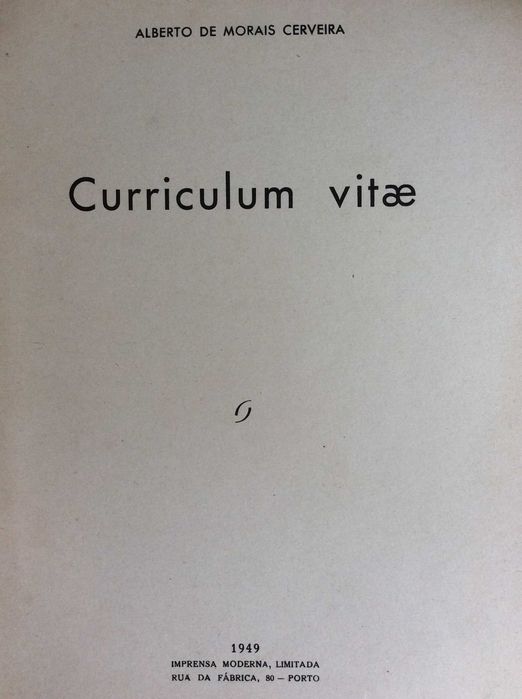 ALBERTO DE MORAIS CERVEIRA
Curriculum vitæ
1949
IMPRENSA MODERNA, LIMITADA
RUA DA FÁBRICA, 80 — PORTO